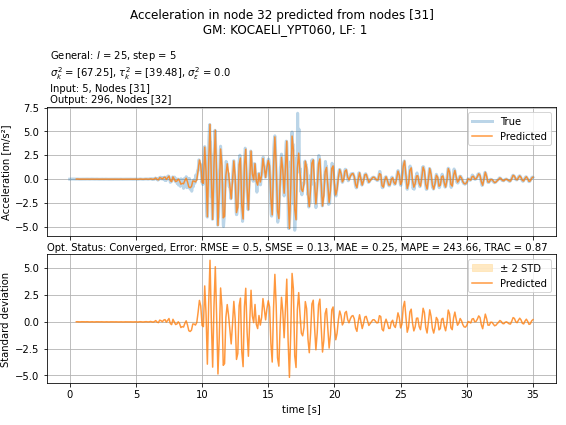 Acceleration in node 32 predicted from nodes [31]
GM: KOCAELI_YPT060, LF: 1
General: l = 25, step = 5
σ²ₖ = [67.25], τ²ₖ = [39.48], σ²ε = 0.0
Input: 5, Nodes [31]
Output: 296, Nodes [32]
Acceleration [m/s²]
7.5
5.0
2.5
0.0
−2.5
−5.0
True
Predicted
Opt. Status: Converged, Error: RMSE = 0.5, SMSE = 0.13, MAE = 0.25, MAPE = 243.66, TRAC = 0.87
Standard deviation
5.0
2.5
0.0
−2.5
−5.0
± 2 STD
Predicted
0 5 10 15 20 25 30 35
time [s]